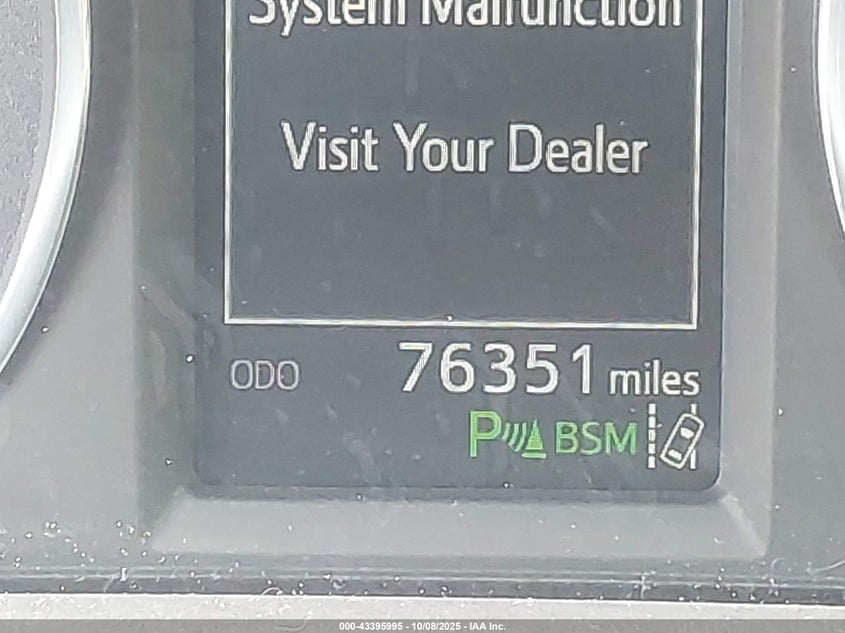 System Malfunction
Visit Your Dealer
ODO 76351 miles
P BSM
000-43395995 - 10/08/2025 - IAA Inc.